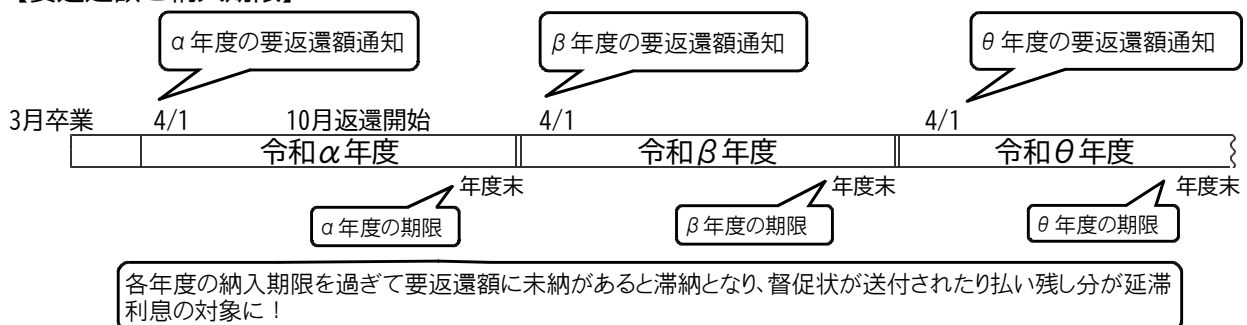 α年度の要返還額通知
β年度の要返還額通知
θ年度の要返還額通知
3月卒業 4/1 10月返還開始 4/1 4/1
令和α年度 令和β年度 令和θ年度
年度末 年度末 年度末
α年度の期限 β年度の期限 θ年度の期限
各年度の納入期限を過ぎて要返還額に未納があると滞納となり、督促状が送付されたり払い残し分が延滞
利息の対象に！